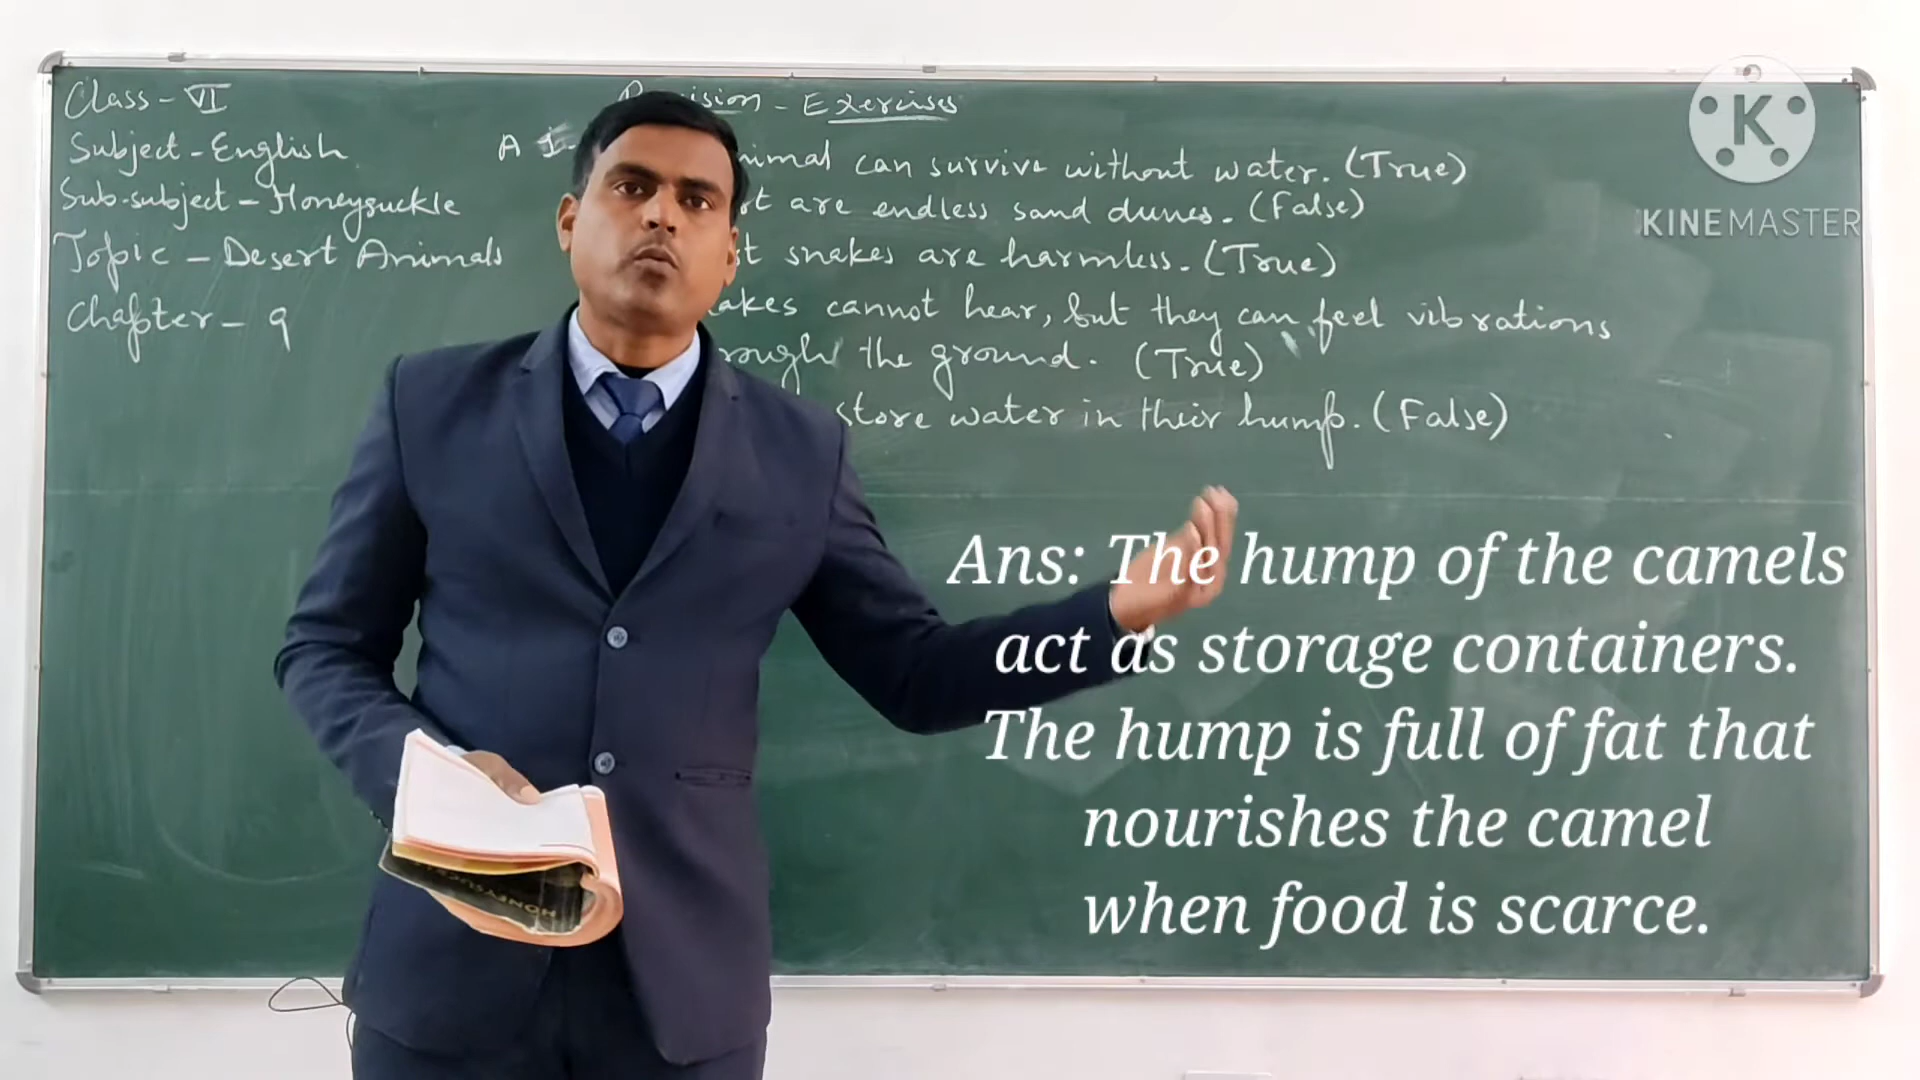 Class - VI
Subject - English
Sub-subject - Honeysuckle
Topic - Desert Animals
Chapter - 9
Revision - Exercises
A
can survive without water. (True)
are endless sand dunes. (False)
snakes are harmless. (True)
cannot hear, but they can feel vibrations
the ground. (True)
store water in their hump. (False)
K
KINEMASTER
Ans: The hump of the camels
act as storage containers.
The hump is full of fat that
nourishes the camel
when food is scarce.